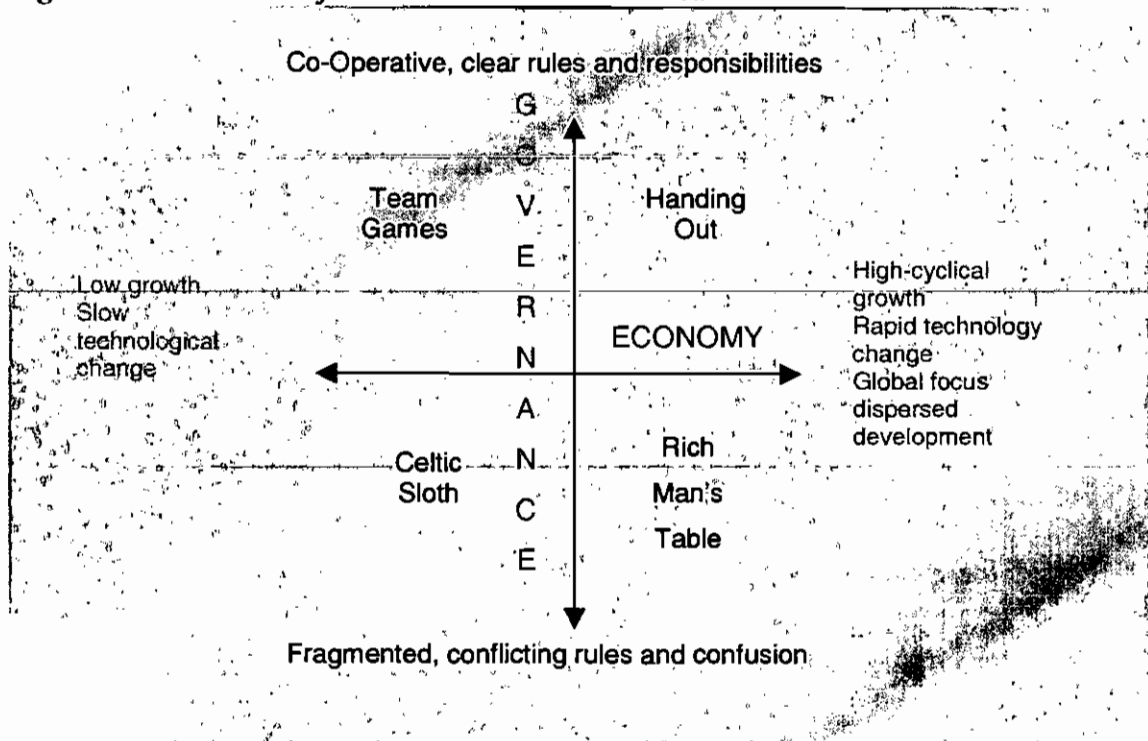 Co-Operative, clear rules and responsibilities
GOVERNANCE
Team
Games
Handing
Out
Low growth
Slow
technological
change
ECONOMY
High-cyclical
growth
Rapid technology
change
Global focus
dispersed
development
Celtic
Sloth
Rich
Man's
Table
Fragmented, conflicting rules and confusion